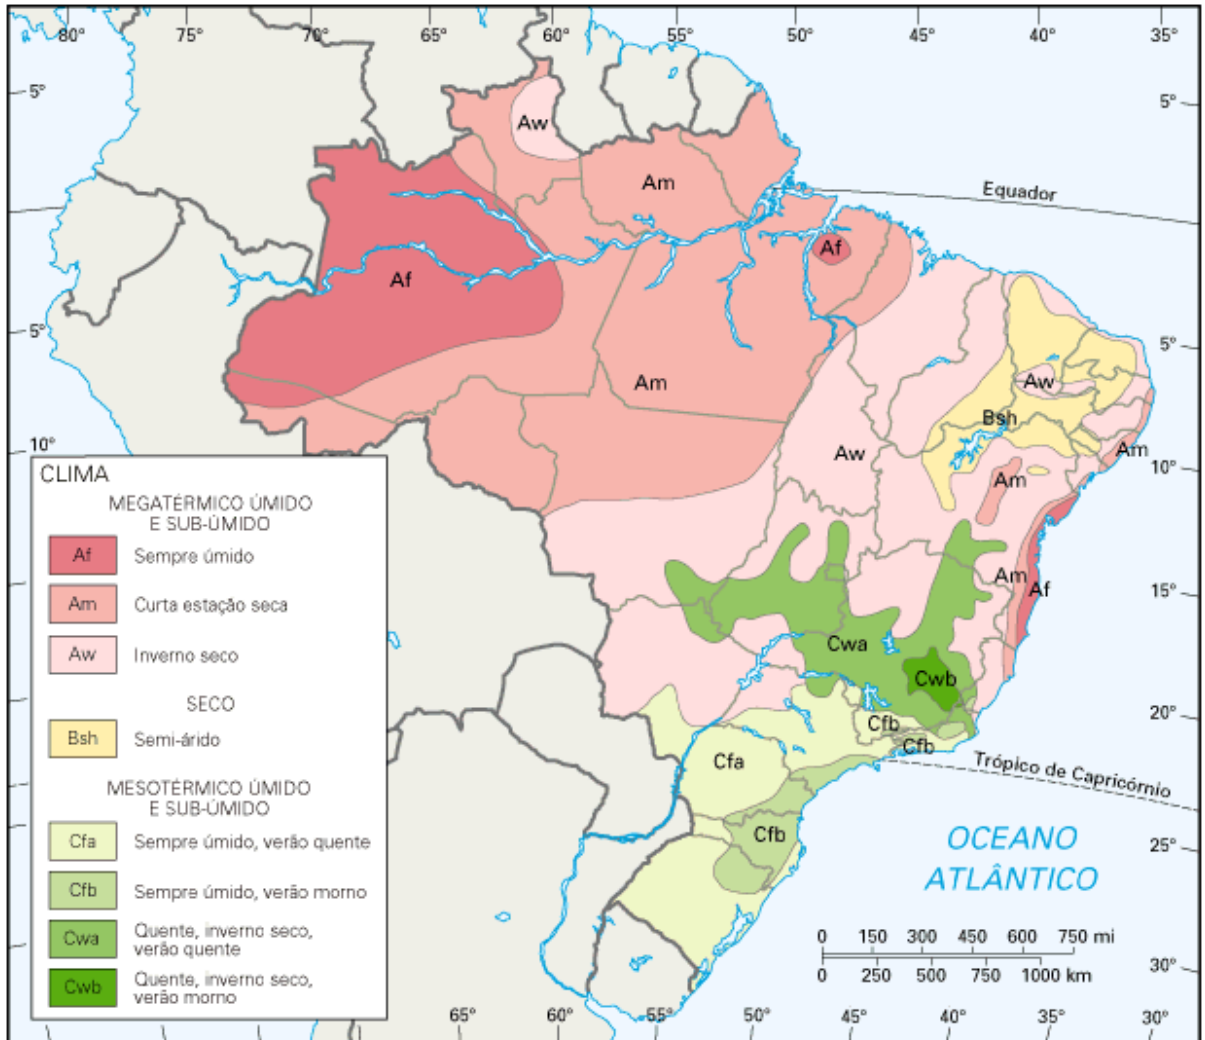 80° 75° 70° 65° 60° 55° 50° 45° 40° 35°
5°
5°
Aw
Am
Equador
Af
Af
5°
5°
Am
Aw
Bsh
10°
Aw
Am
10°
Am
Am
Af
15°
Cwa
Cwb
20°
Cfb
Cfb
Cfa
Trópico de Capricórnio
Cfb
25°
OCEANO
ATLÂNTICO
0 150 300 450 600 750 mi
0 250 500 750 1000 km
30°
65° 60° 55° 50° 45° 40° 35° 30°
CLIMA
MEGATÉRMICO ÚMIDO
E SUB-ÚMIDO
Af Sempre úmido
Am Curta estação seca
Aw Inverno seco
SECO
Bsh Semi-árido
MESOTÉRMICO ÚMIDO
E SUB-ÚMIDO
Cfa Sempre úmido, verão quente
Cfb Sempre úmido, verão morno
Cwa Quente, inverno seco,
verão quente
Cwb Quente, inverno seco,
verão morno